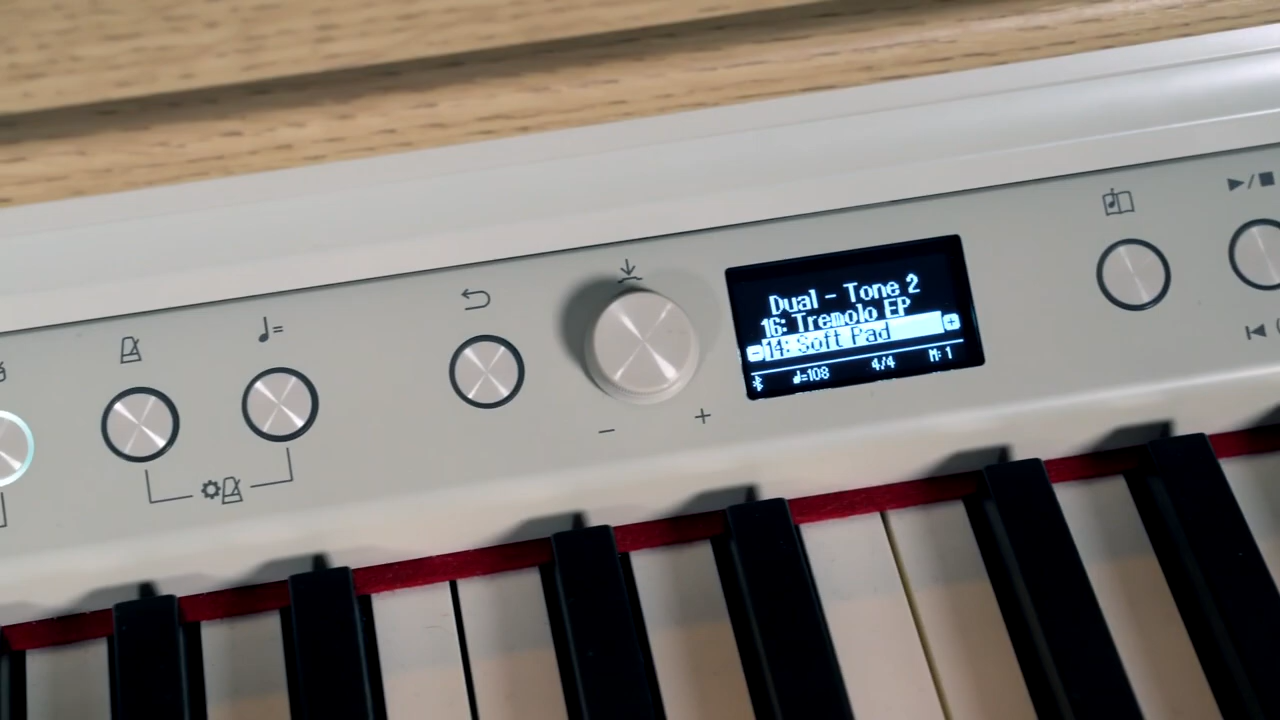 Dual - Tone 2
16: Tremolo EP
14: Soft Pad
♩=108 4/4 M: 1
♩=
- +